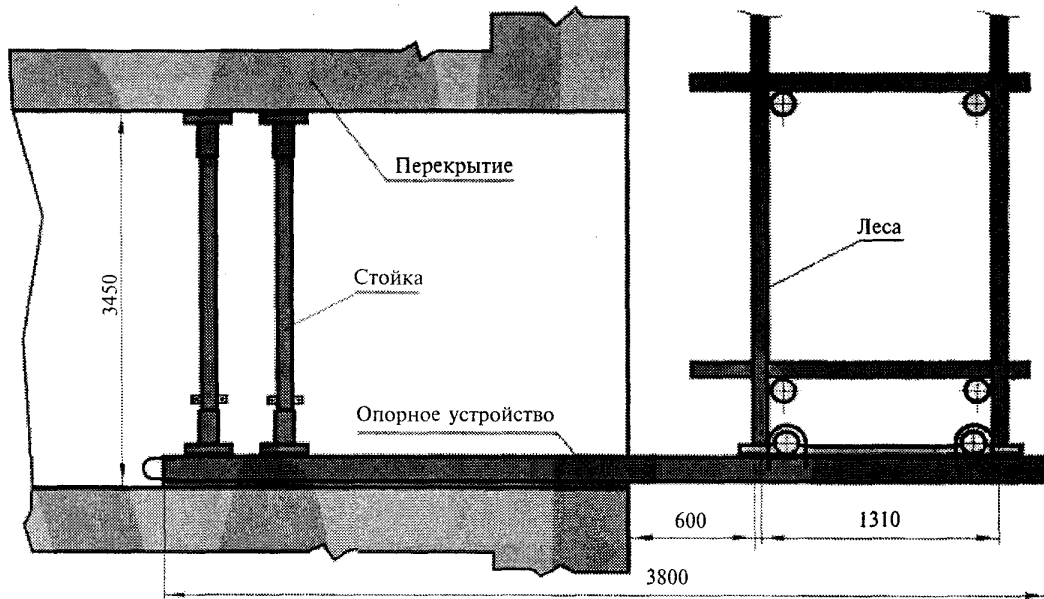 Перекрытие
Леса
Стойка
3450
Опорное устройство
600
1310
3800